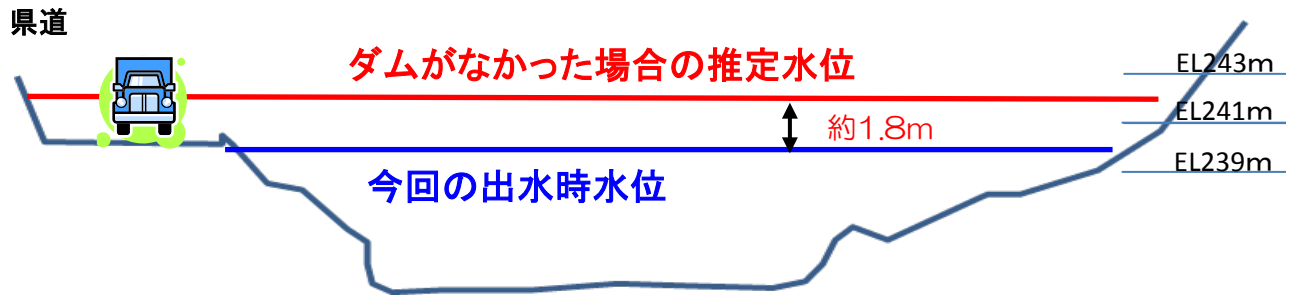 県道
ダムがなかった場合の推定水位
EL243m
EL241m
約1.8m
EL239m
今回の出水時水位